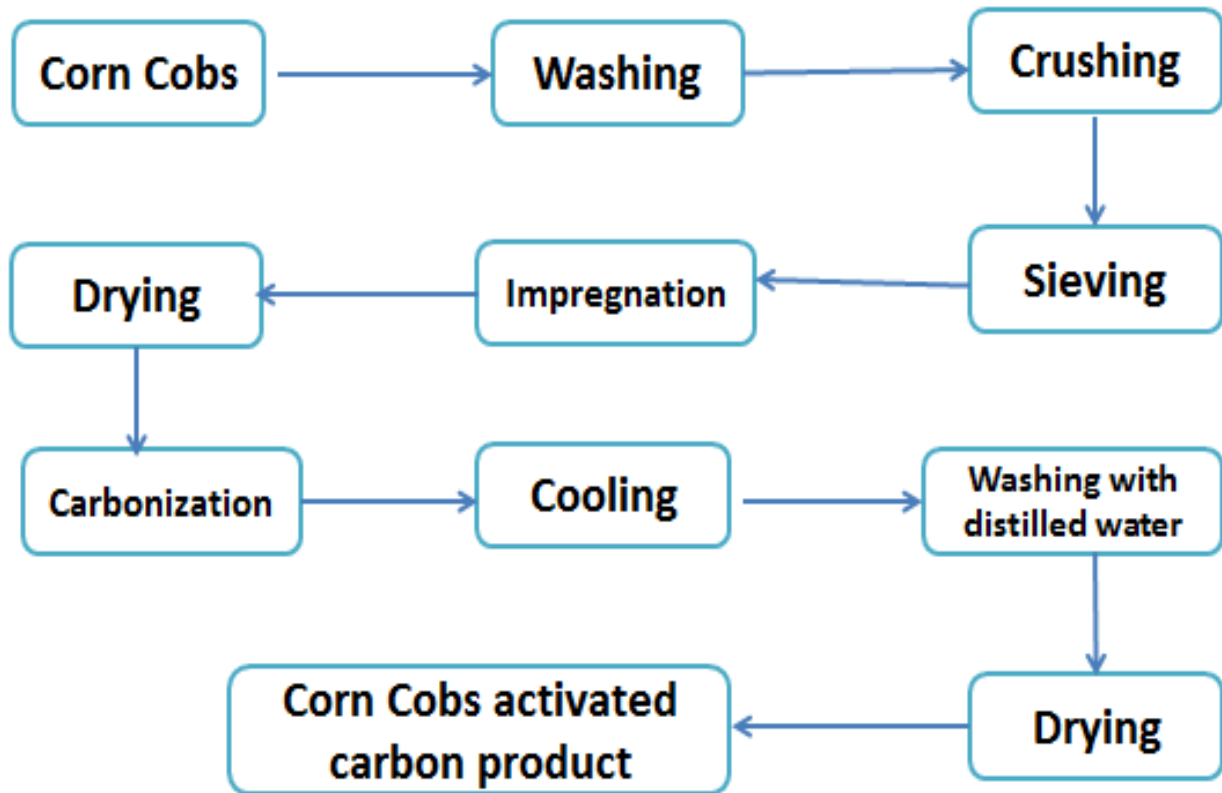 Corn Cobs
Washing
Crushing
Sieving
Impregnation
Drying
Carbonization
Cooling
Washing with
distilled water
Drying
Corn Cobs activated
carbon product